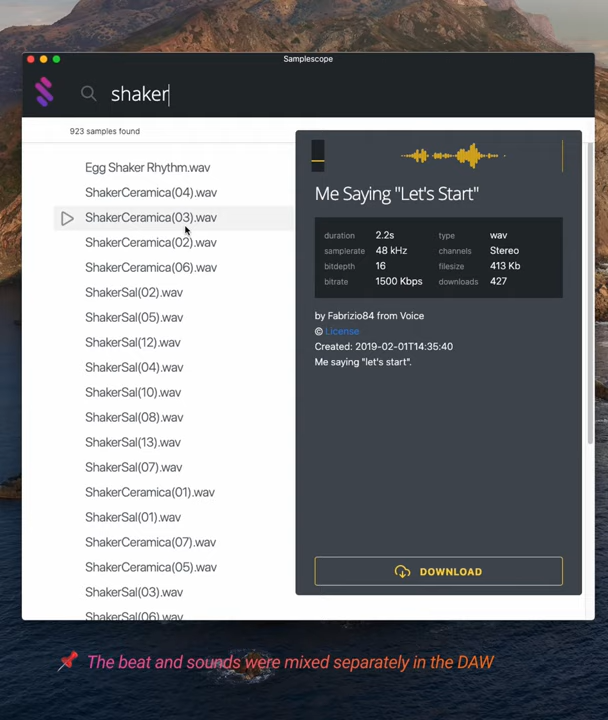 Samplescope
shaker
923 samples found
Egg Shaker Rhythm.wav
ShakerCeramica(04).wav
ShakerCeramica(03).wav
ShakerCeramica(02).wav
ShakerCeramica(06).wav
ShakerSal(02).wav
ShakerSal(05).wav
ShakerSal(12).wav
ShakerSal(04).wav
ShakerSal(10).wav
ShakerSal(08).wav
ShakerSal(13).wav
ShakerSal(07).wav
ShakerCeramica(01).wav
ShakerSal(01).wav
ShakerCeramica(07).wav
ShakerCeramica(05).wav
ShakerSal(03).wav
ShakerSal(06).wav
Me Saying "Let's Start"
duration 2.2s type wav
samplerate 48 kHz channels Stereo
bitdepth 16 filesize 413 Kb
bitrate 1500 Kbps downloads 427
by Fabrizio84 from Voice
© License
Created: 2019-02-01T14:35:40
Me saying "let's start".
DOWNLOAD
The beat and sounds were mixed separately in the DAW